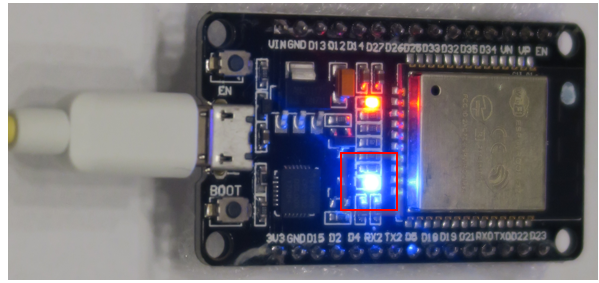 VIN GND D13 D12 D14 D27 D26 D25 D33 D32 D35 D34 VN VP EN
EN
BOOT
3V3 GND D15 D2 D4 RX2 TX2 D5 D18 D19 D21 RX0 TX0 D22 D23